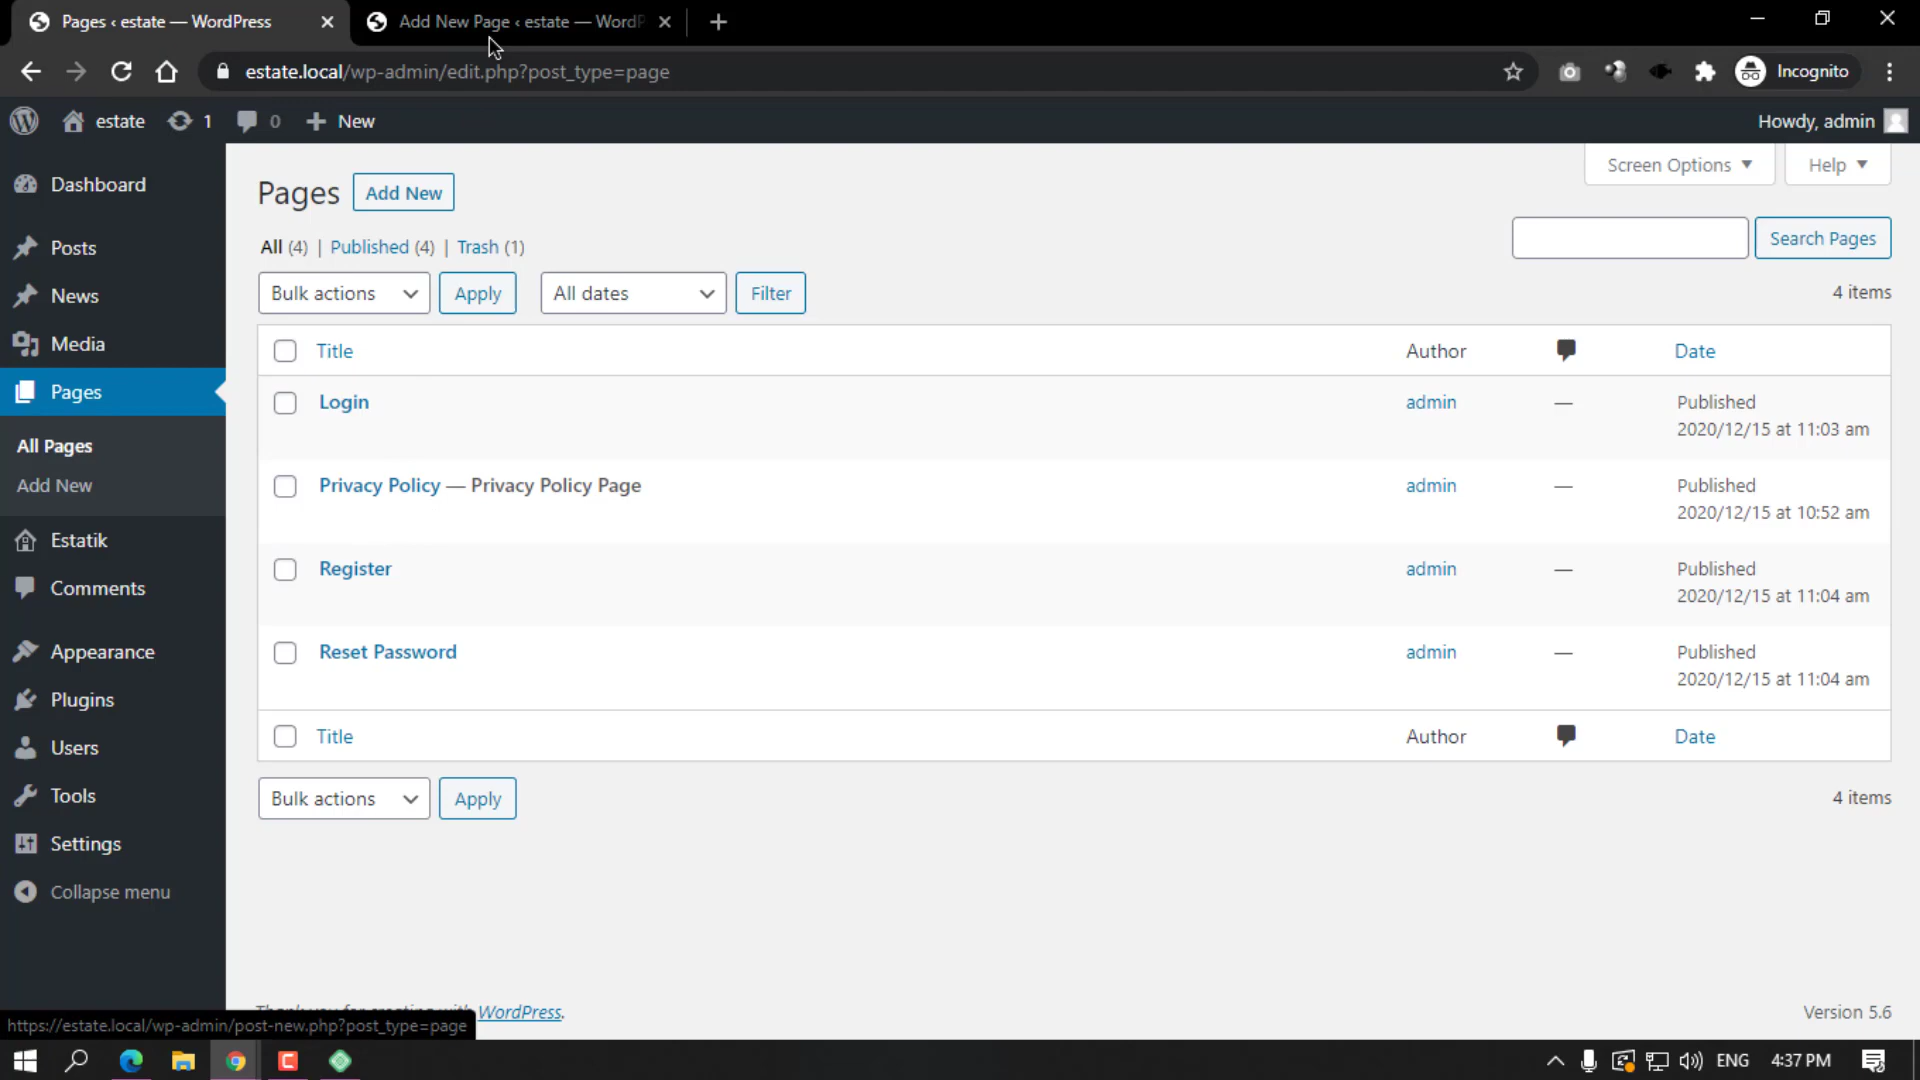 Pages ‹ estate — WordPress
Add New Page ‹ estate — WordP
estate.local/wp-admin/edit.php?post_type=page
Incognito
estate
1
0
New
Howdy, admin
Dashboard
Posts
News
Media
Pages
All Pages
Add New
Estatik
Comments
Appearance
Plugins
Users
Tools
Settings
Collapse menu
Screen Options
Help
Pages
Add New
All (4) | Published (4) | Trash (1)
Search Pages
Bulk actions
Apply
All dates
Filter
4 items
Title
Author
Date
Login
admin
—
Published
2020/12/15 at 11:03 am
Privacy Policy — Privacy Policy Page
admin
—
Published
2020/12/15 at 10:52 am
Register
admin
—
Published
2020/12/15 at 11:04 am
Reset Password
admin
—
Published
2020/12/15 at 11:04 am
Title
Author
Date
Bulk actions
Apply
4 items
Thank you for creating with WordPress.
Version 5.6
https://estate.local/wp-admin/post-new.php?post_type=page
ENG
4:37 PM